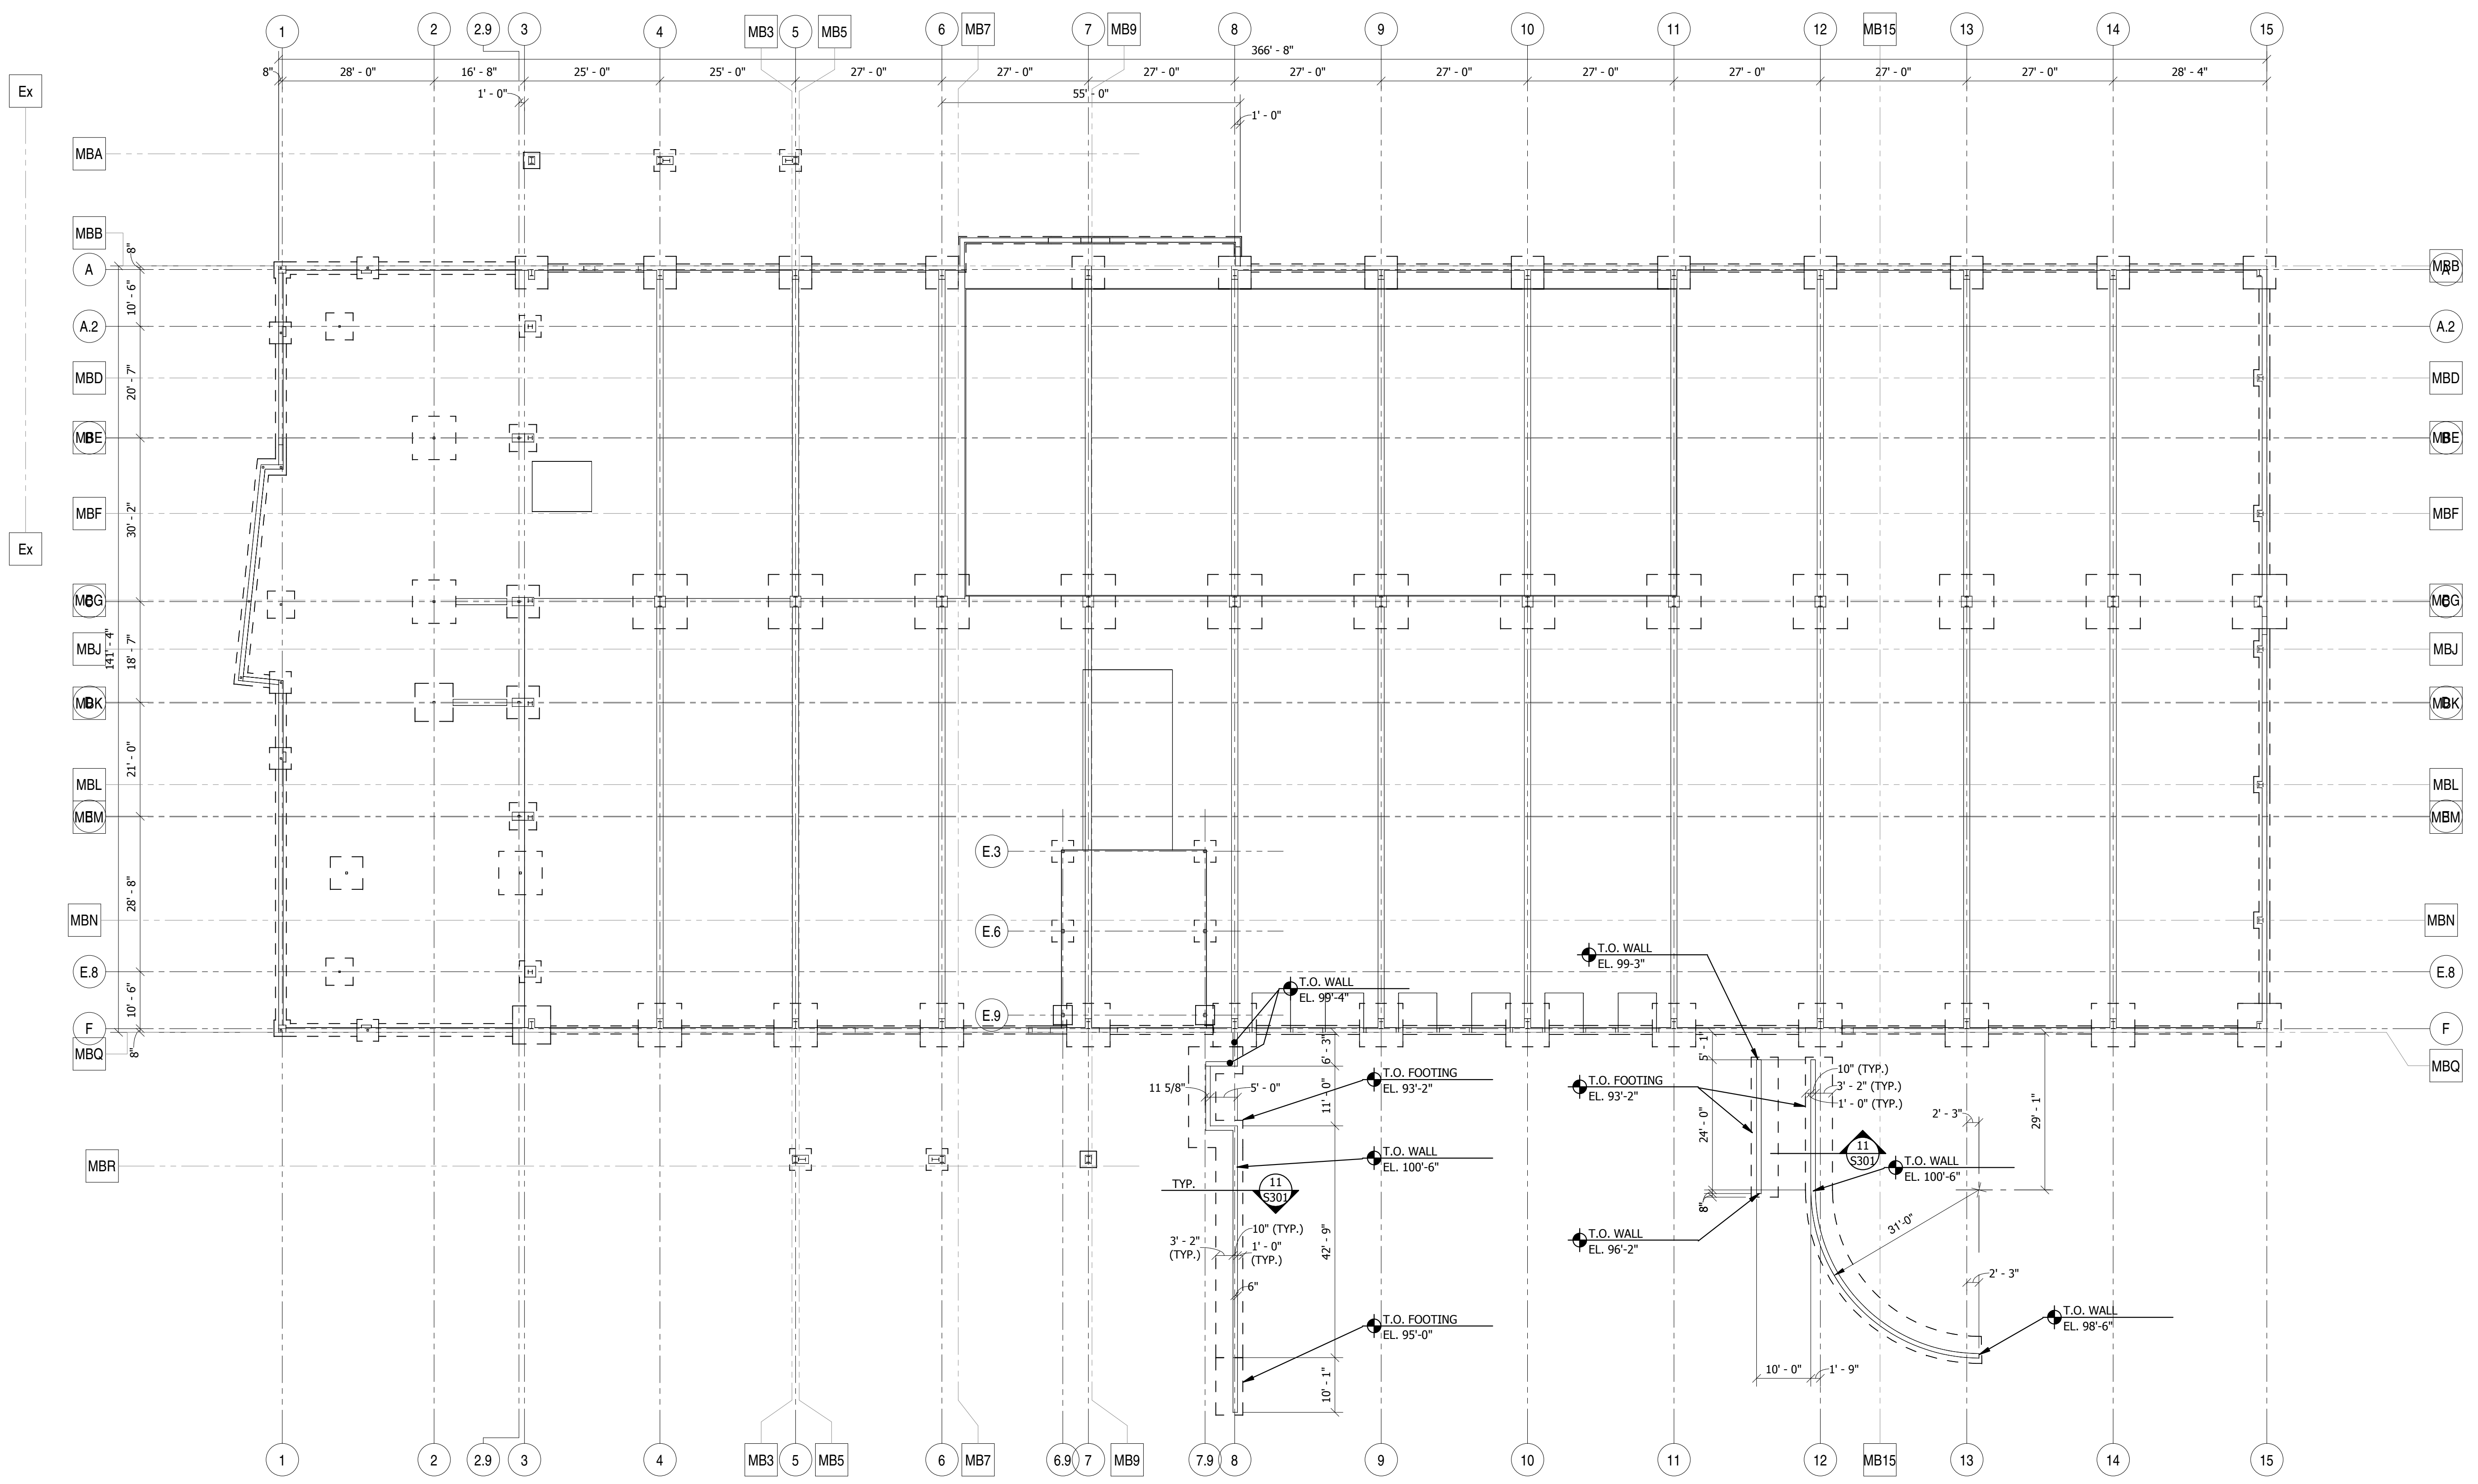 1
2
2.9
3
4
MB3
5
MB5
6
MB7
7
MB9
8
9
10
11
12
MB15
13
14
15
366' - 8"
8"
28' - 0"
16' - 8"
25' - 0"
25' - 0"
27' - 0"
27' - 0"
27' - 0"
27' - 0"
27' - 0"
27' - 0"
27' - 0"
27' - 0"
27' - 0"
28' - 4"
1' - 0"
55' - 0"
1' - 0"
Ex
MBA
MBB
8"
A
MBB
A
10' - 6"
A.2
A.2
MBD
20' - 7"
MBD
MBE
B
MBE
B
MBF
30' - 2"
MBF
Ex
MBG
C
MBG
C
MBJ
141' - 4"
18' - 7"
MBJ
MBK
D
MBK
D
21' - 0"
MBL
MBL
MBM
E
MBM
E
E.3
28' - 8"
MBN
E.6
MBN
E.8
E.8
T.O. WALL
EL. 99-3"
T.O. WALL
EL. 99'-4"
10' - 6"
E.9
F
F
MBQ
8"
MBQ
6' - 3"
5' - 1"
T.O. FOOTING
EL. 93'-2"
11 5/8"
5' - 0"
11' - 0"
T.O. FOOTING
EL. 93'-2"
10" (TYP.)
3' - 2" (TYP.)
1' - 0" (TYP.)
2' - 3"
29' - 1"
24' - 0"
MBR
T.O. WALL
EL. 100'-6"
11
S301
T.O. WALL
EL. 100'-6"
TYP.
11
S301
8"
31'-0"
10" (TYP.)
3' - 2"
(TYP.)
1' - 0"
(TYP.)
42' - 9"
T.O. WALL
EL. 96'-2"
6"
2' - 3"
T.O. FOOTING
EL. 95'-0"
T.O. WALL
EL. 98'-6"
10' - 1"
10' - 0"
1' - 9"
1
2
2.9
3
4
MB3
5
MB5
6
MB7
6.9
7
MB9
7.9
8
9
10
11
12
MB15
13
14
15